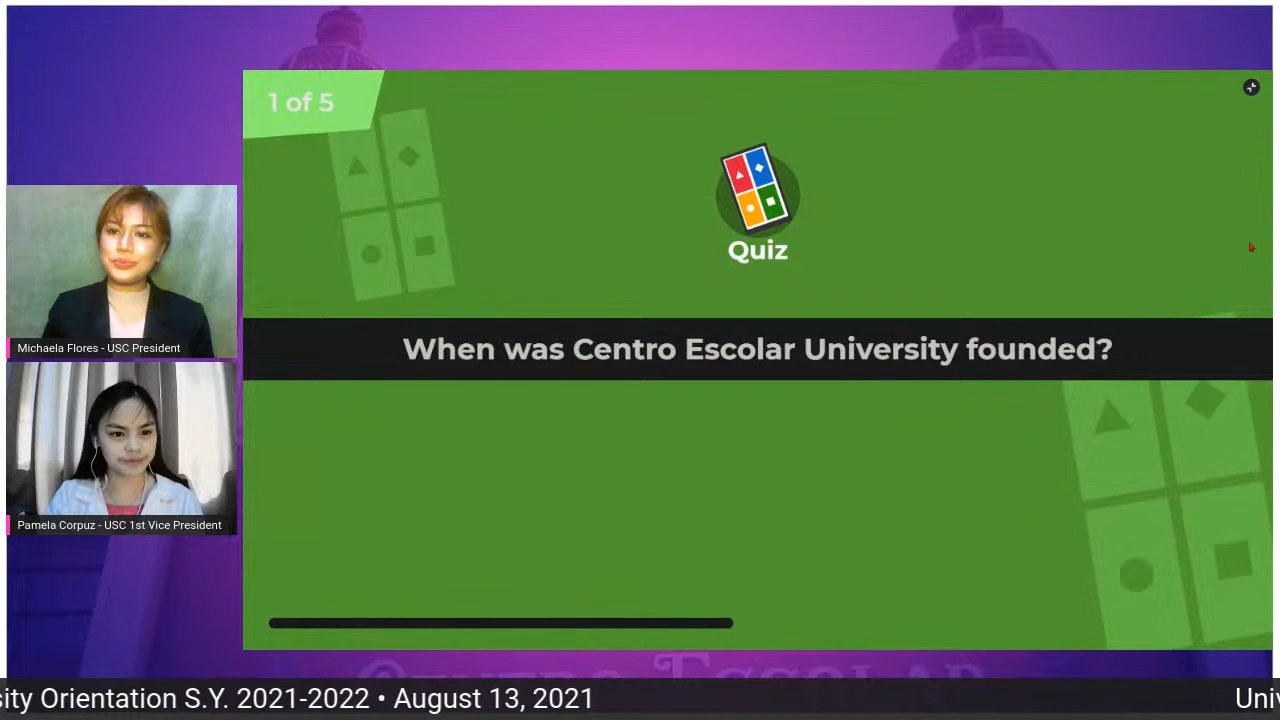 1 of 5
Quiz
When was Centro Escolar University founded?
Michaela Flores - USC President
Pamela Corpuz - USC 1st Vice President
sity Orientation S.Y. 2021-2022 • August 13, 2021
Univ